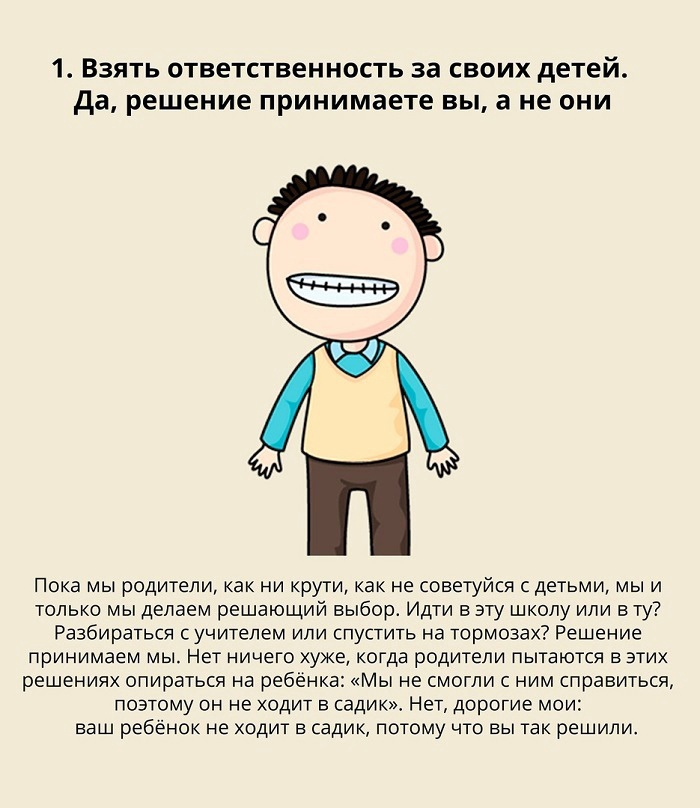 1. Взять ответственность за своих детей.
Да, решение принимаете вы, а не они
Пока мы родители, как ни крути, как не советуйся с детьми, мы и
только мы делаем решающий выбор. Идти в эту школу или в ту?
Разбираться с учителем или спустить на тормозах? Решение
принимаем мы. Нет ничего хуже, когда родители пытаются в этих
решениях опираться на ребёнка: «Мы не смогли с ним справиться,
поэтому он не ходит в садик». Нет, дорогие мои:
ваш ребёнок не ходит в садик, потому что вы так решили.